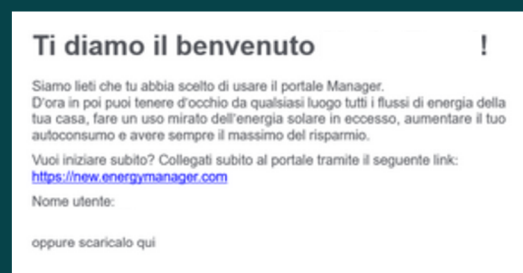 Ti diamo il benvenuto !
Siamo lieti che tu abbia scelto di usare il portale Manager.
D'ora in poi puoi tenere d'occhio da qualsiasi luogo tutti i flussi di energia della
tua casa, fare un uso mirato dell'energia solare in eccesso, aumentare il tuo
autoconsumo e avere sempre il massimo del risparmio.
Vuoi iniziare subito? Collegati subito al portale tramite il seguente link:
https://new.energymanager.com
Nome utente:
oppure scaricalo qui